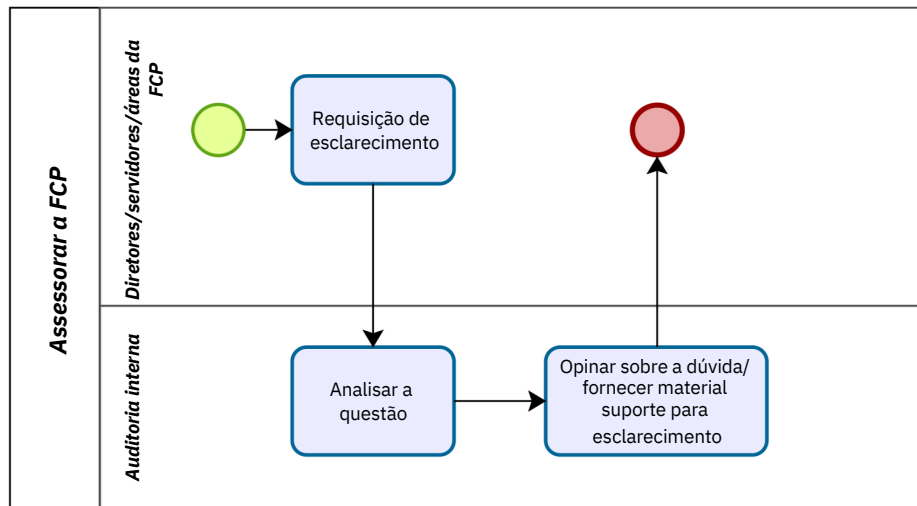 Assessorar a FCP
Diretores/servidores/áreas da
FCP
Requisição de
esclarecimento
Auditoria interna
Analisar a
questão
Opinar sobre a dúvida/
fornecer material
suporte para
esclarecimento